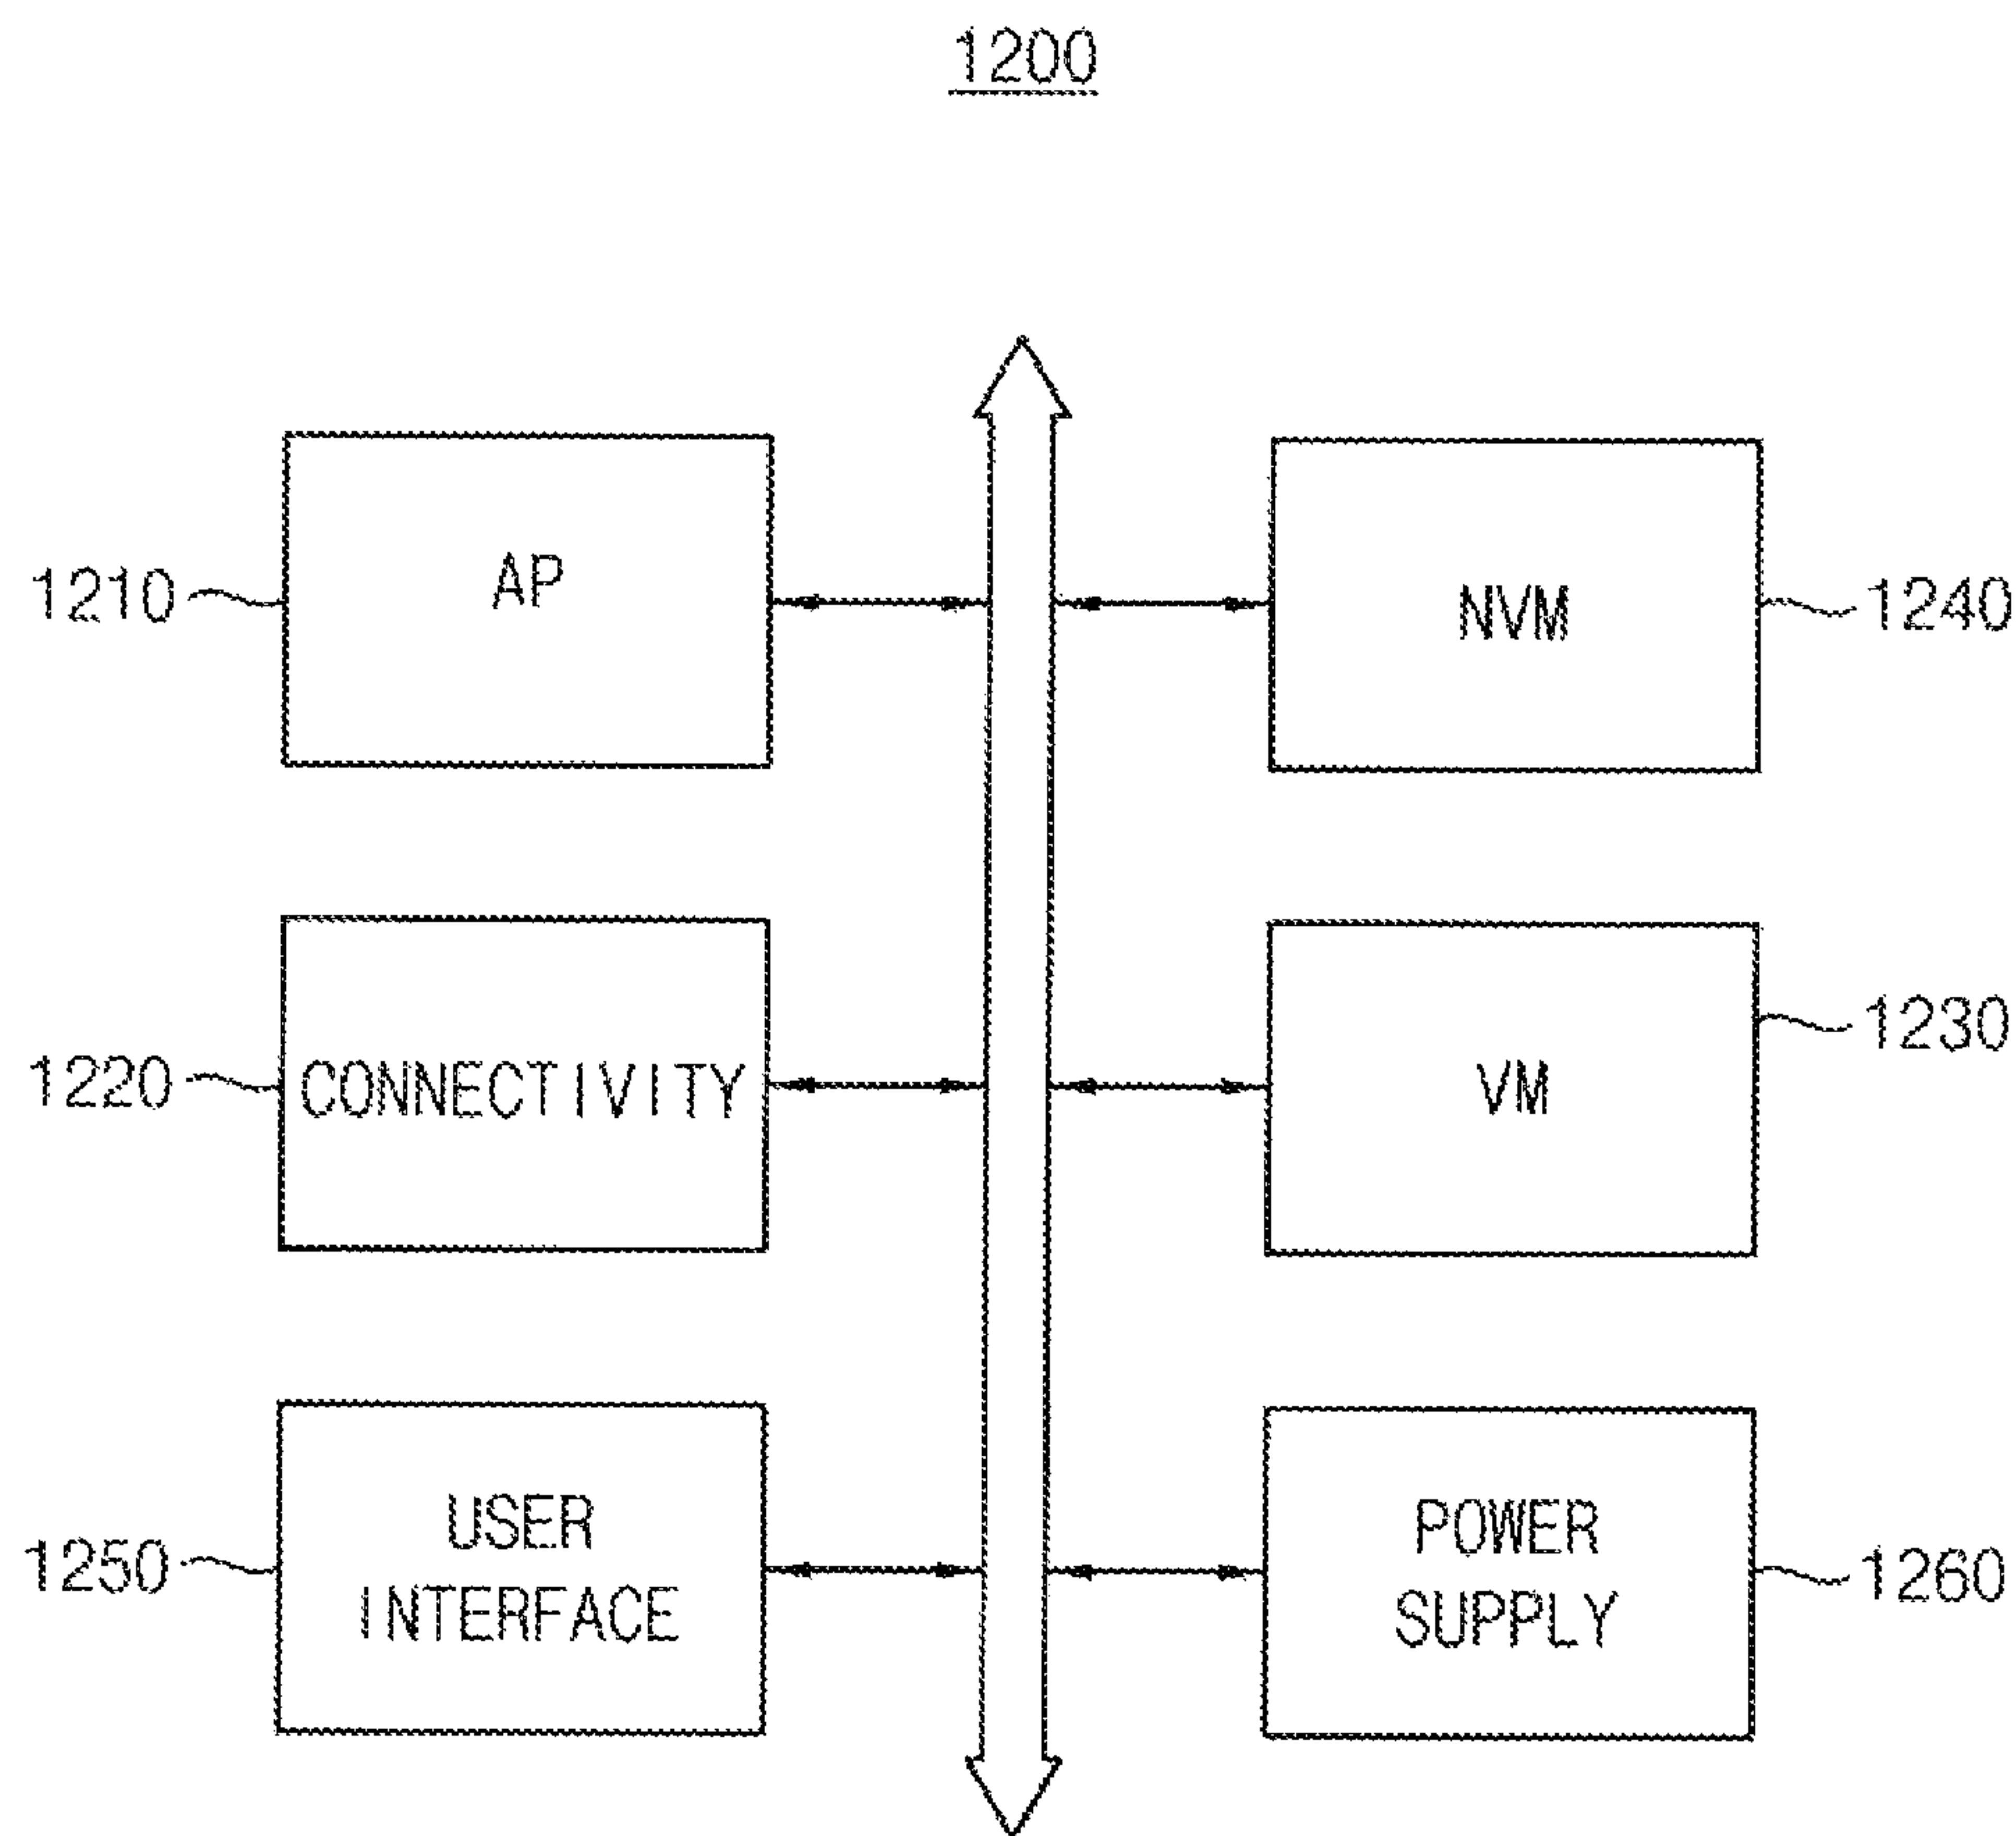 1200
1210
AP
NVM
1240
1220
CONNECTIVITY
VM
1230
1250
USER
INTERFACE
POWER
SUPPLY
1260